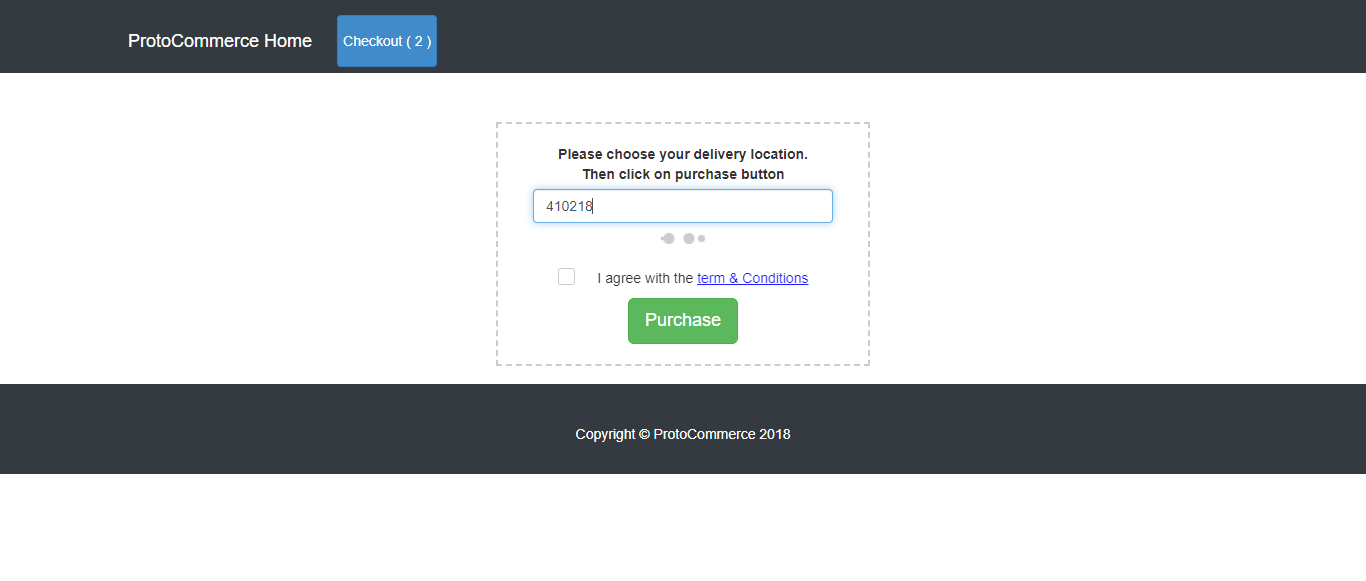 ProtoCommerce Home
Checkout ( 2 )
Please choose your delivery location.
Then click on purchase button
410218
I agree with the term & Conditions
Purchase
Copyright © ProtoCommerce 2018